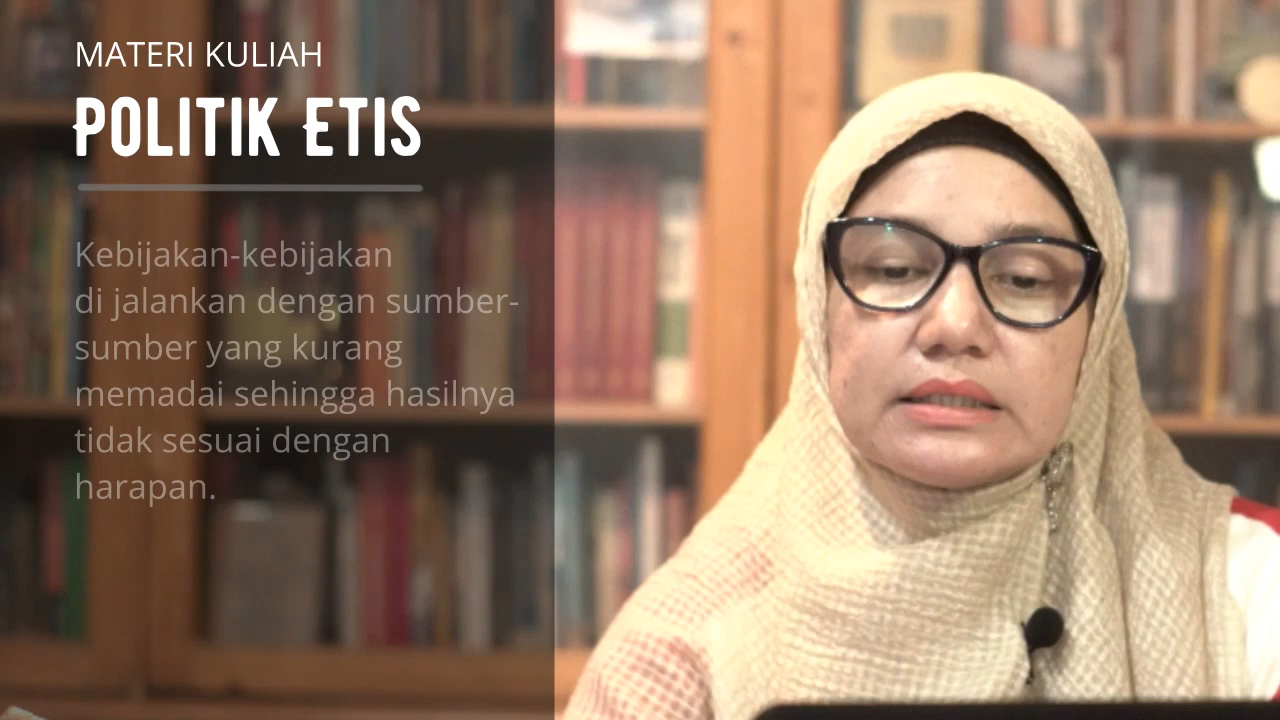 MATERI KULIAH
POLITIK ETIS
Kebijakan-kebijakan
di jalankan dengan sumber-
sumber yang kurang
memadai sehingga hasilnya
tidak sesuai dengan
harapan.